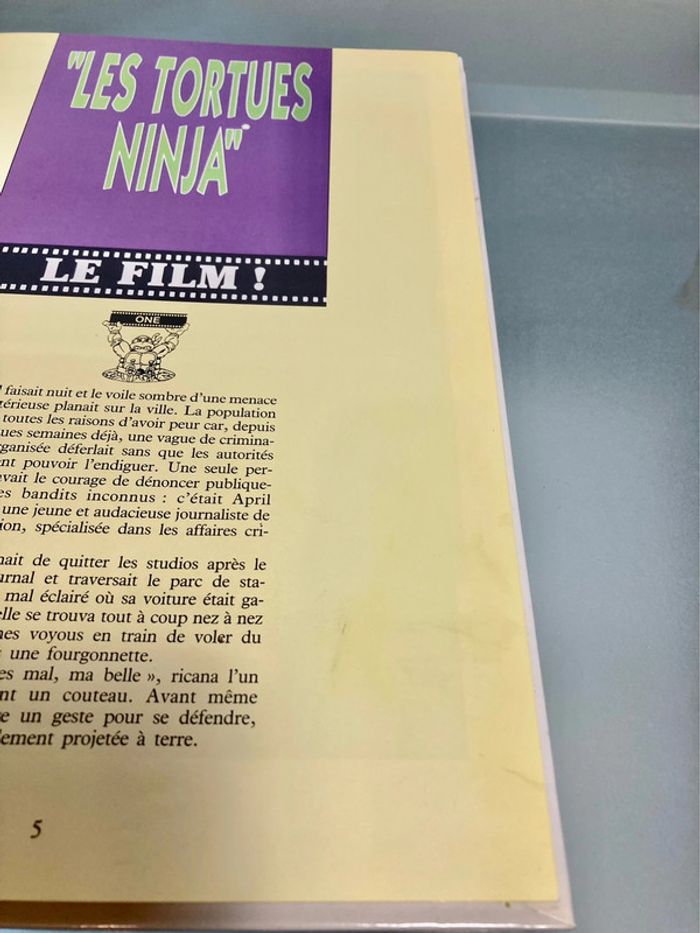 "LES TORTUES
NINJA"
LE FILM !
ONE
faisait nuit et le voile sombre d'une menace
térieuse planait sur la ville. La population
toutes les raisons d'avoir peur car, depuis
ues semaines déjà, une vague de crimina-
ganisée déferlait sans que les autorités
nt pouvoir l'endiguer. Une seule per-
vait le courage de dénoncer publique-
es bandits inconnus : c'était April
une jeune et audacieuse journaliste de
ion, spécialisée dans les affaires cri-
nait de quitter les studios après le
urnal et traversait le parc de sta-
mal éclairé où sa voiture était ga-
elle se trouva tout à coup nez à nez
nes voyous en train de voler du
une fourgonnette.
es mal, ma belle », ricana l'un
nt un couteau. Avant même
e un geste pour se défendre,
lement projetée à terre.
5